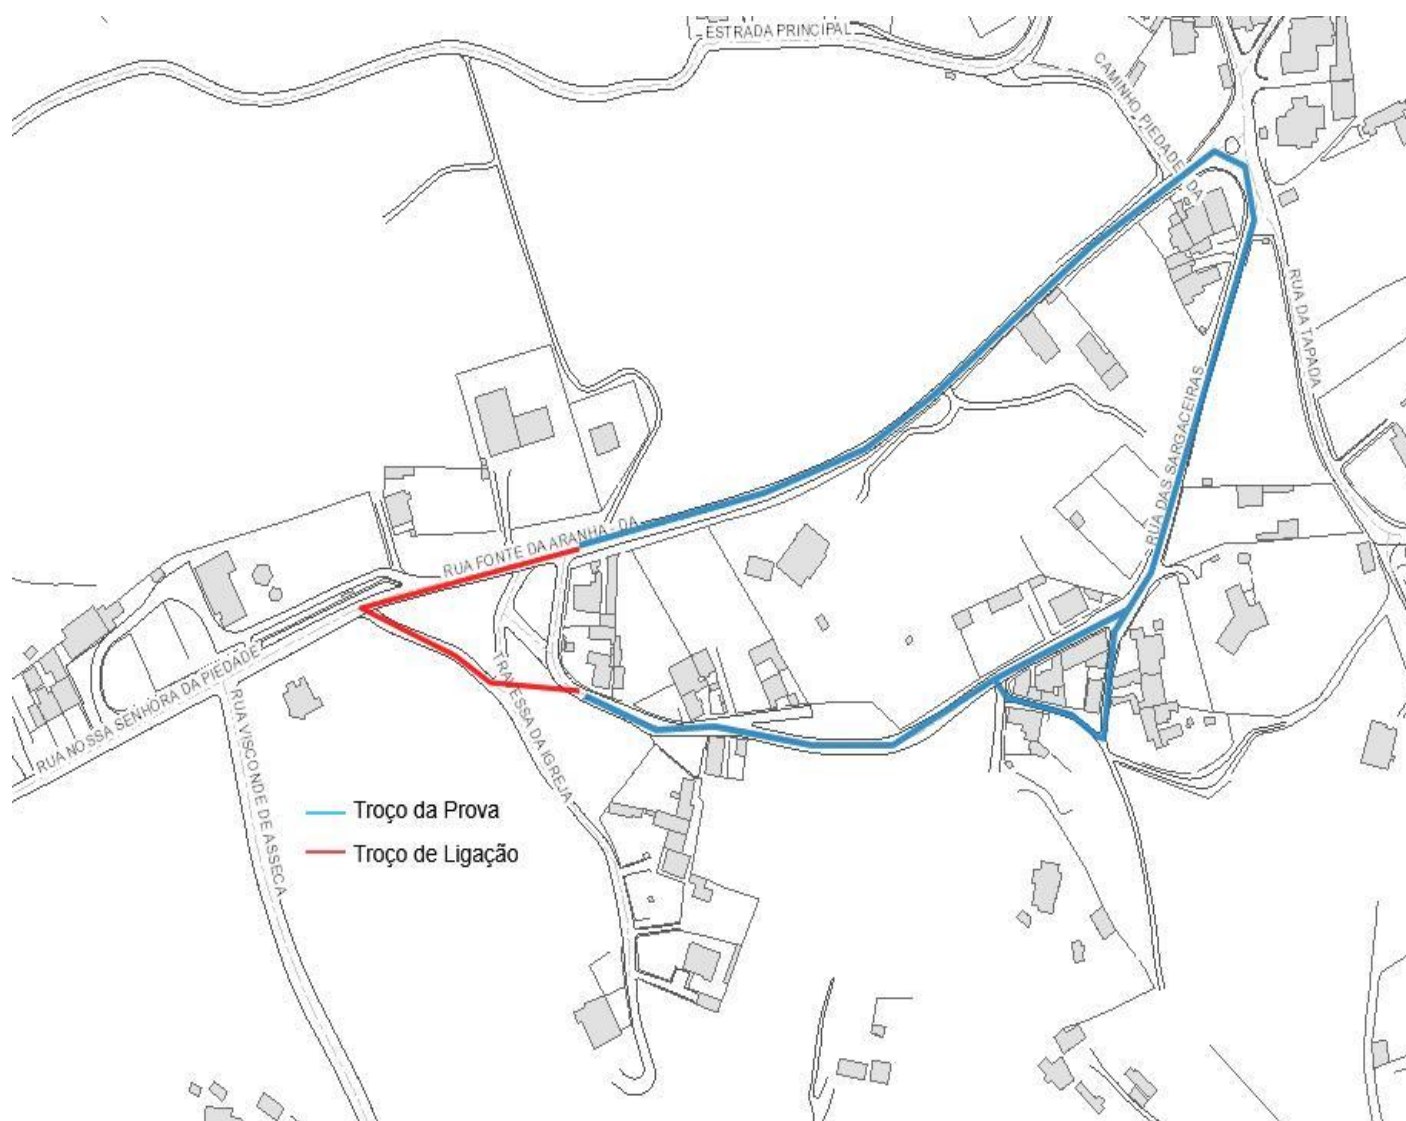 ESTRADA PRINCIPAL
CAMINHO PIEDADE - DA
RUA DA TAPADA
RUA DAS SARGACEIRAS
RUA FONTE DA ARANHA - DA
TRAVESSA DA IGREJA
RUA NOSSA SENHORA DA PIEDADE
RUA VISCONDE DE ASSECA
Troço da Prova
Troço de Ligação